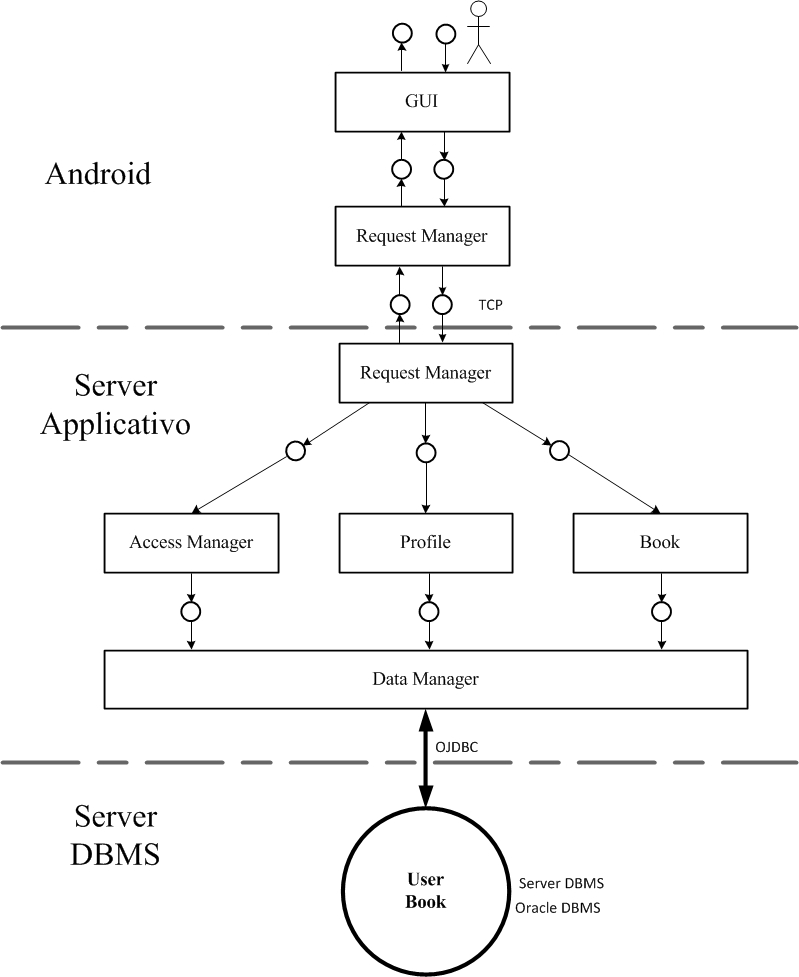 GUI
Android
Request Manager
TCP
Request Manager
Server
Applicativo
Access Manager
Profile
Book
Data Manager
OJDBC
Server
DBMS
User
Book
Server DBMS
Oracle DBMS